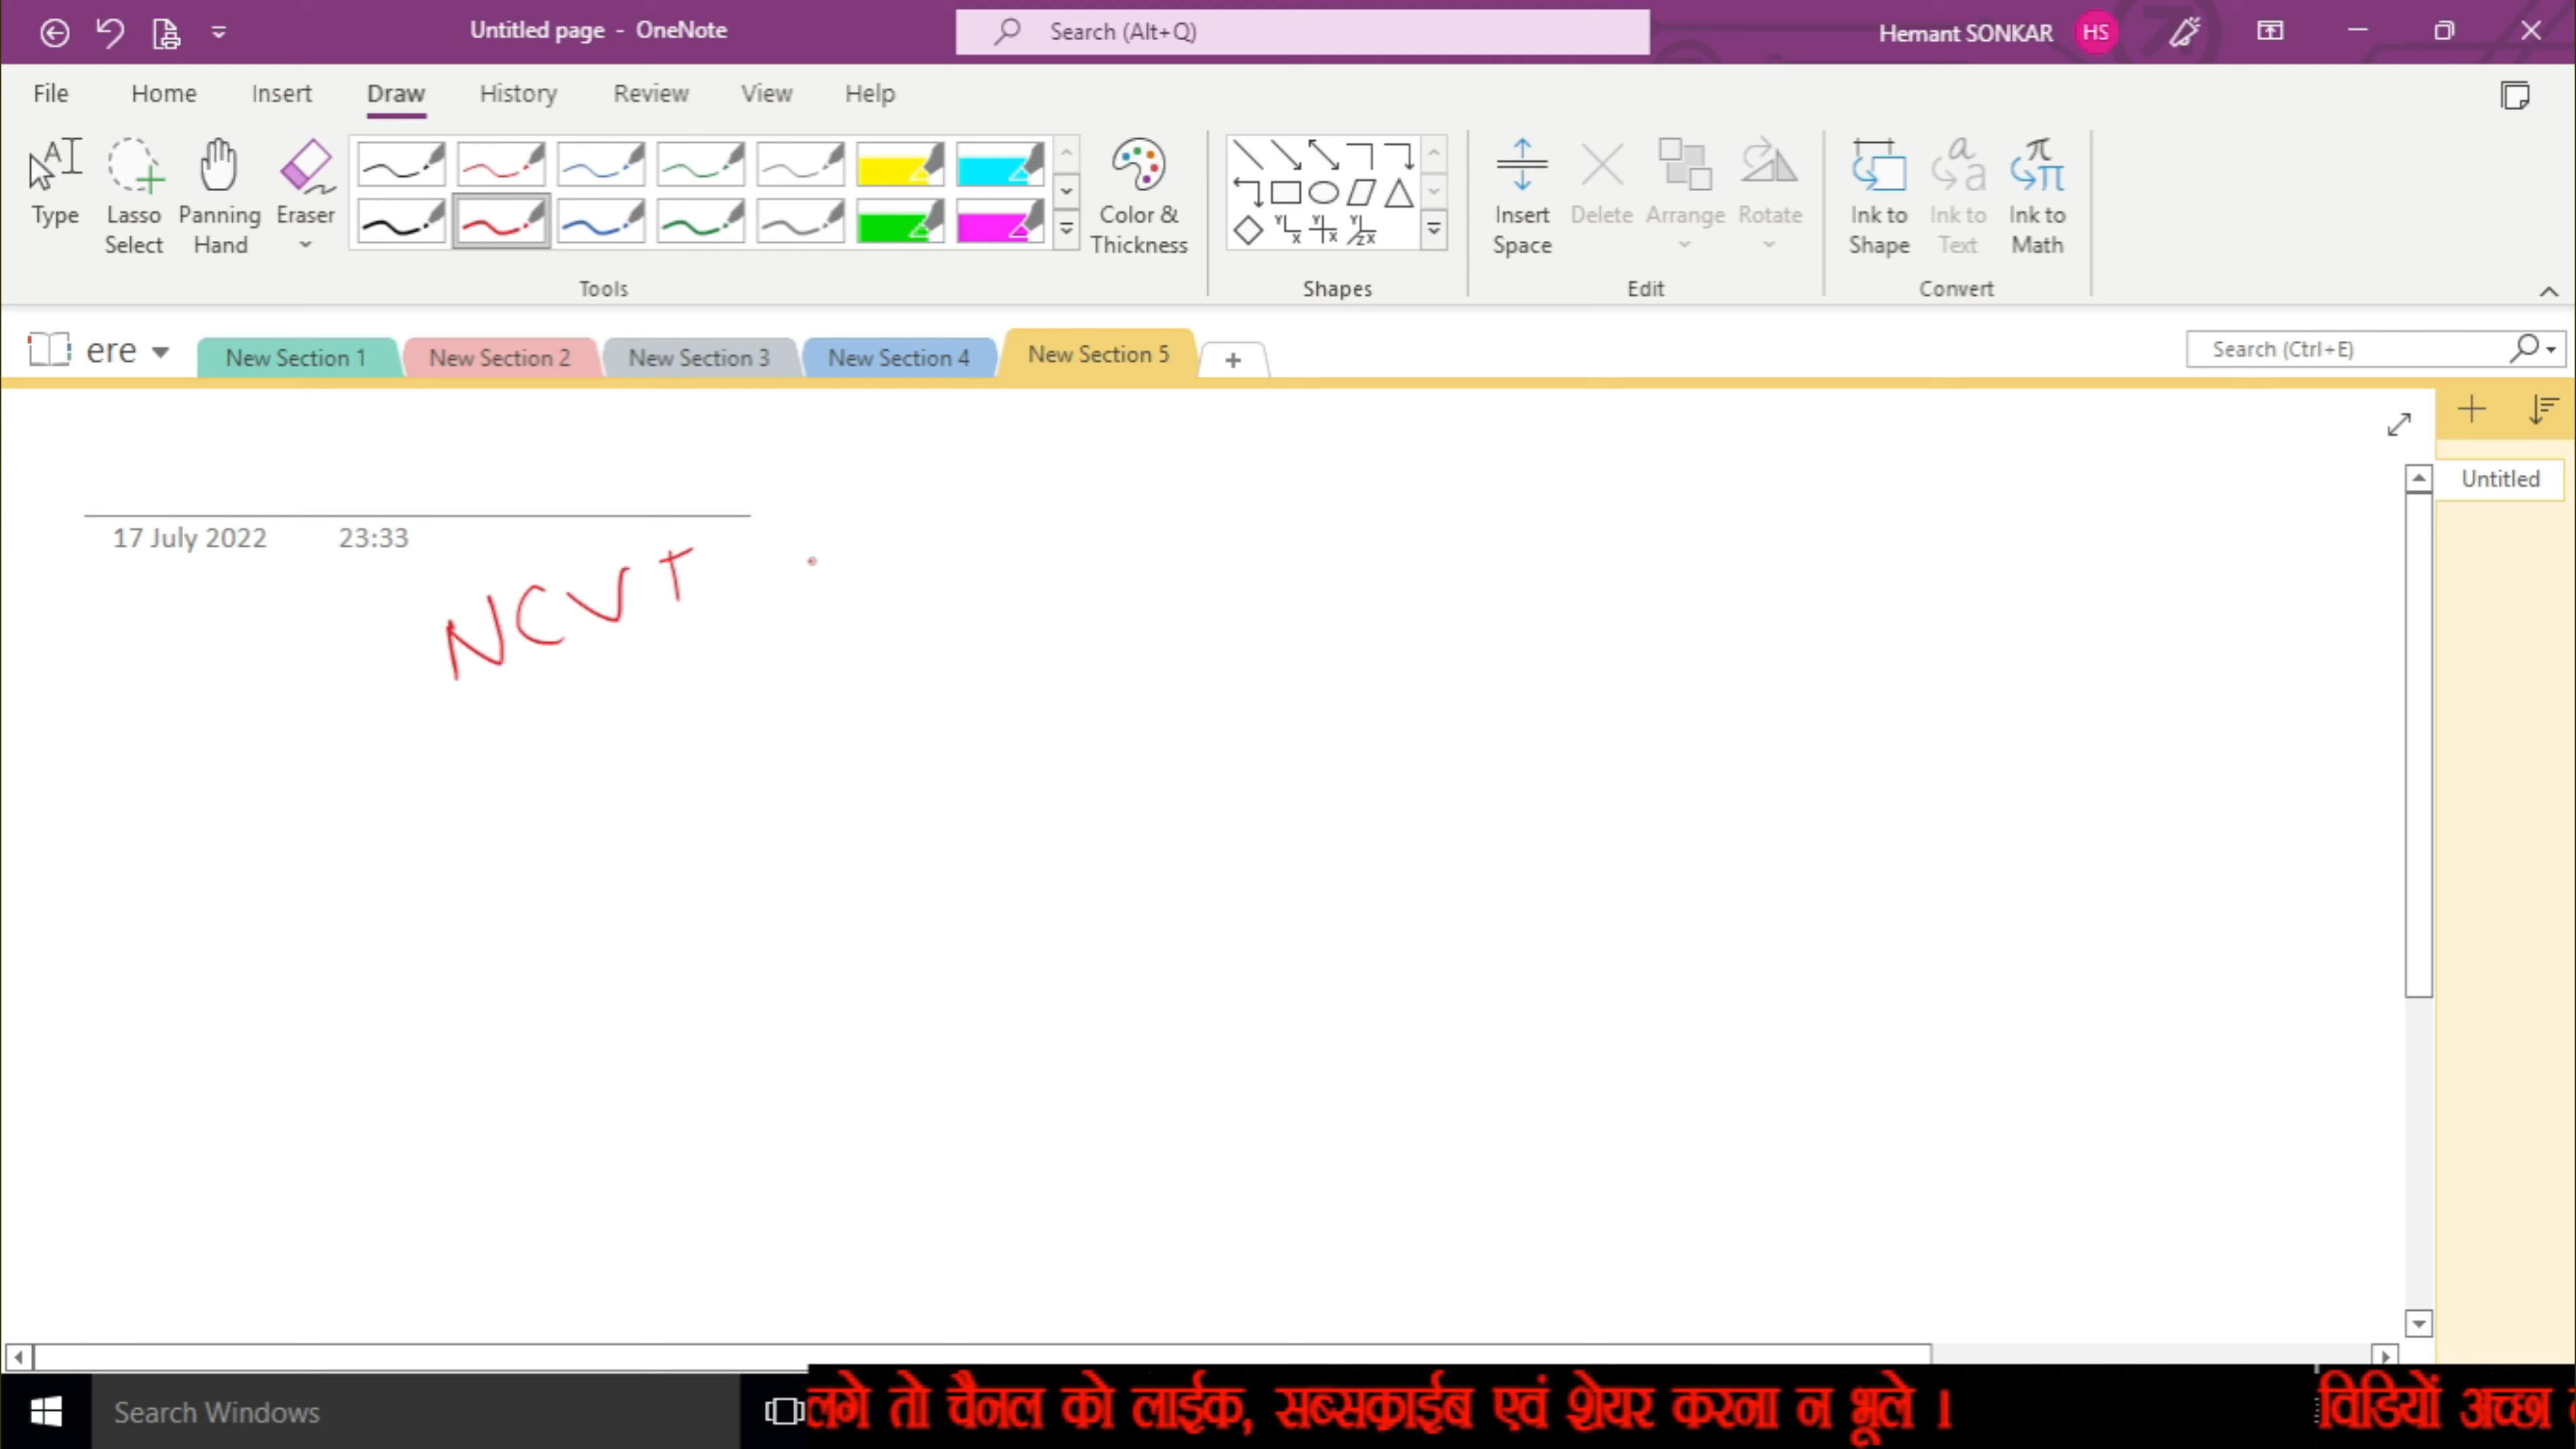 Untitled page - OneNote
Search (Alt+Q)
Hemant SONKAR
HS
File Home Insert Draw History Review View Help
Type
Lasso Select
Panning Hand
Eraser
Color & Thickness
Insert Space
Delete
Arrange
Rotate
Ink to Shape
Ink to Text
Ink to Math
Tools
Shapes
Edit
Convert
ere
New Section 1
New Section 2
New Section 3
New Section 4
New Section 5
Search (Ctrl+E)
Untitled
17 July 2022 23:33
NCVT
Search Windows
लगे तो चैनल को लाईक, सब्सक्राईब एवं शेयर करना न भूले । विडियों अच्छा